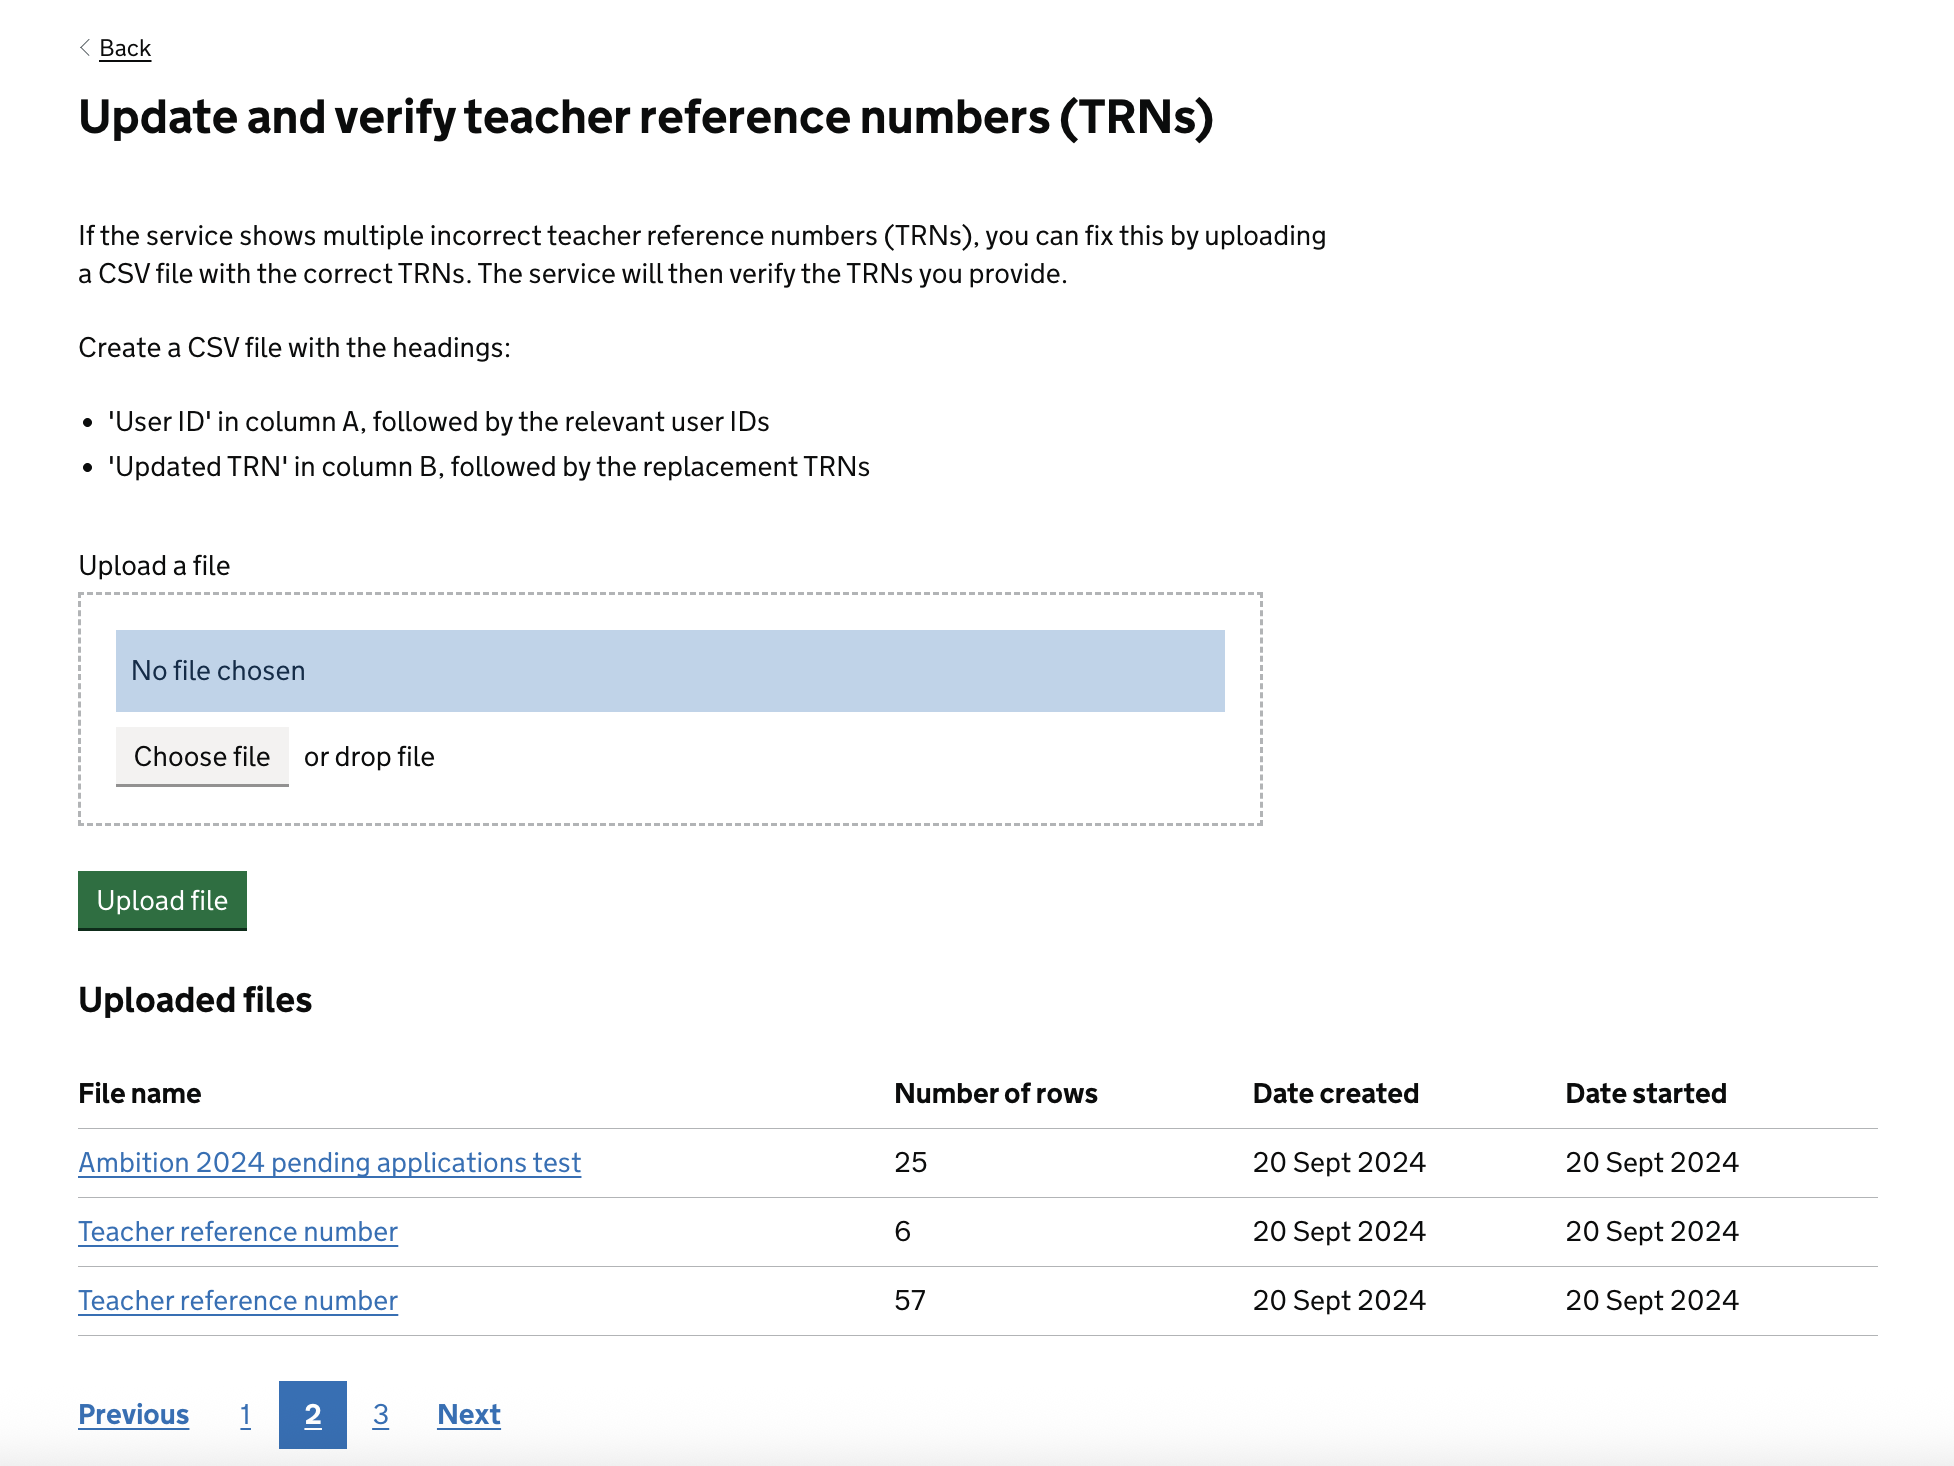 Back
Update and verify teacher reference numbers (TRNs)
If the service shows multiple incorrect teacher reference numbers (TRNs), you can fix this by uploading
a CSV file with the correct TRNs. The service will then verify the TRNs you provide.
Create a CSV file with the headings:
• 'User ID' in column A, followed by the relevant user IDs
• 'Updated TRN' in column B, followed by the replacement TRNs
Upload a file
No file chosen
Choose file or drop file
Upload file
Uploaded files
File name Number of rows Date created Date started
Ambition 2024 pending applications test 25 20 Sept 2024 20 Sept 2024
Teacher reference number 6 20 Sept 2024 20 Sept 2024
Teacher reference number 57 20 Sept 2024 20 Sept 2024
Previous 1 2 3 Next